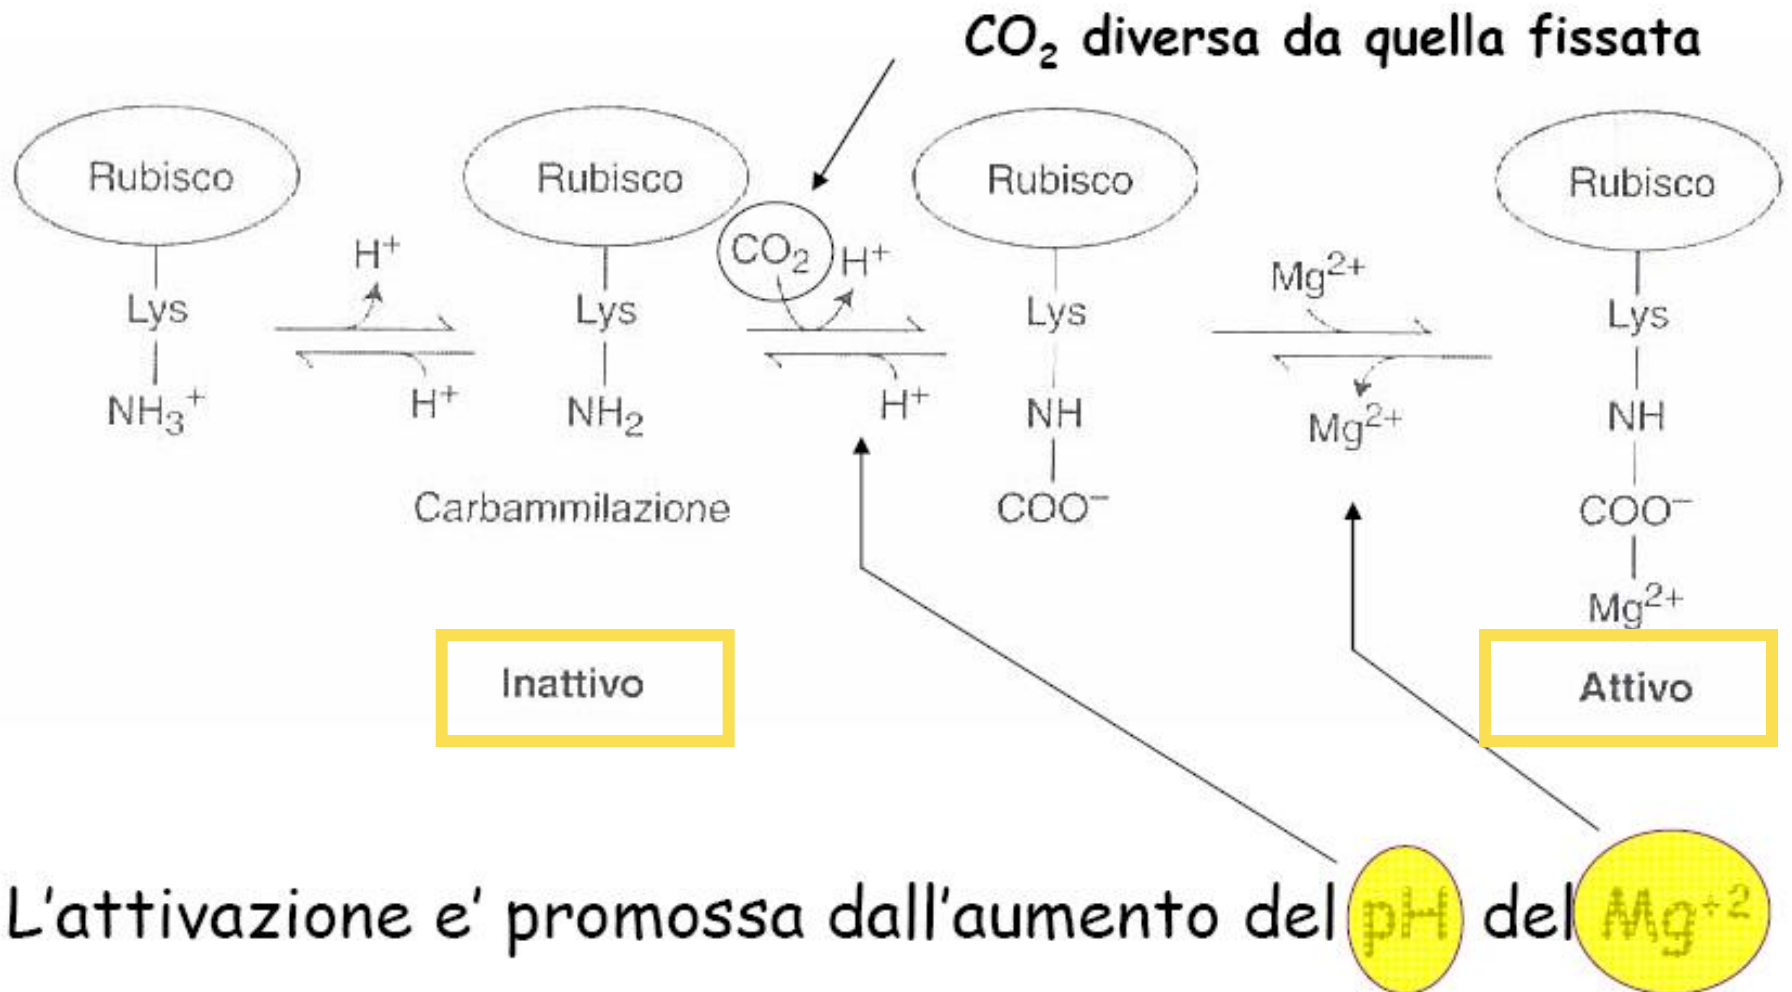 CO₂ diversa da quella fissata
Rubisco Rubisco Rubisco Rubisco
CO₂ H⁺
H⁺
Mg²⁺
Lys Lys Lys Lys
H⁺ H⁺
Mg²⁺
NH₃⁺ NH₂ NH NH
Carbammilazione COO⁻ COO⁻
Mg²⁺
Inattivo Attivo
L'attivazione e' promossa dall'aumento del pH del Mg⁺²